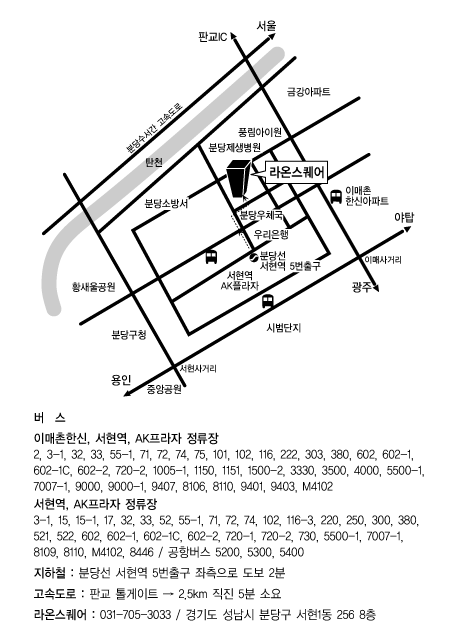 서울
판교IC
금강아파트
분당수서간 고속도로
풍림아이원
분당제생병원
탄천
라온스퀘어
이매촌
한신아파트
분당소방서
분당우체국
야탑
우리은행
분당선
서현역 5번출구
이매사거리
서현역
AK플라자
황새울공원
광주
시범단지
분당구청
서현사거리
용인
중앙공원
버 스
이매촌한신, 서현역, AK프라자 정류장
2, 3-1, 32, 33, 55-1, 71, 72, 74, 75, 101, 102, 116, 222, 303, 380, 602, 602-1,
602-1C, 602-2, 720-2, 1005-1, 1150, 1151, 1500-2, 3330, 3500, 4000, 5500-1,
7007-1, 9000, 9000-1, 9407, 8106, 8110, 9401, 9403, M4102
서현역, AK프라자 정류장
3-1, 15, 15-1, 17, 32, 33, 52, 55-1, 71, 72, 74, 102, 116-3, 220, 250, 300, 380,
521, 522, 602, 602-1, 602-1C, 602-2, 720-1, 720-2, 730, 5500-1, 7007-1,
8109, 8110, M4102, 8446 / 공항버스 5200, 5300, 5400
지하철 : 분당선 서현역 5번출구 좌측으로 도보 2분
고속도로 : 판교 톨게이트 → 2,5km 직진 5분 소요
라온스퀘어 : 031-705-3033 / 경기도 성남시 분당구 서현1동 256 8층